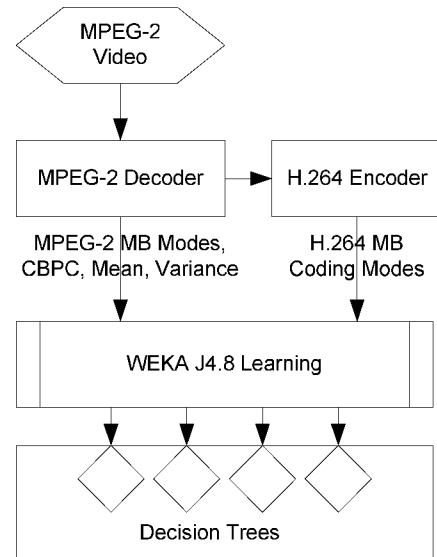 MPEG-2
Video
MPEG-2 Decoder
H.264 Encoder
MPEG-2 MB Modes,
CBPC, Mean, Variance
H.264 MB
Coding Modes
WEKA J4.8 Learning
Decision Trees